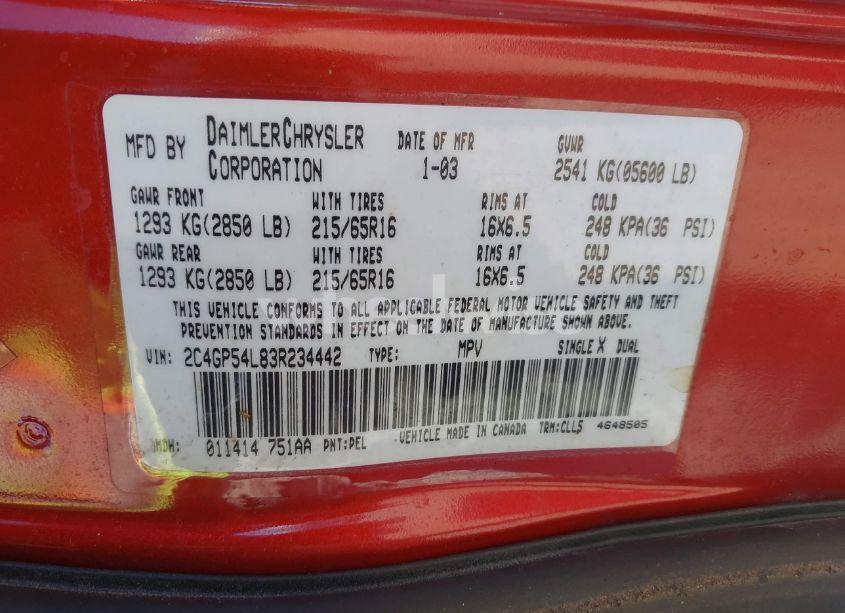 MFD BY DAIMLERCHRYSLER CORPORATION DATE OF MFR 1-03 GVWR 2541 KG(05600 LB)
GAWR FRONT WITH TIRES RIMS AT COLD
1293 KG(2850 LB) 215/65R16 16X6.5 248 KPA(36 PSI)
GAWR REAR WITH TIRES RIMS AT COLD
1293 KG(2850 LB) 215/65R16 16X6.5 248 KPA(36 PSI)
THIS VEHICLE CONFORMS TO ALL APPLICABLE FEDERAL MOTOR VEHICLE SAFETY AND THEFT
PREVENTION STANDARDS IN EFFECT ON THE DATE OF MANUFACTURE SHOWN ABOVE.
VIN: 2C4GP54L83R234442 TYPE: MPV SINGLE X DUAL
MDH: 011414 751AA PNT:PEL VEHICLE MADE IN CANADA TRM:CLL5 4648505